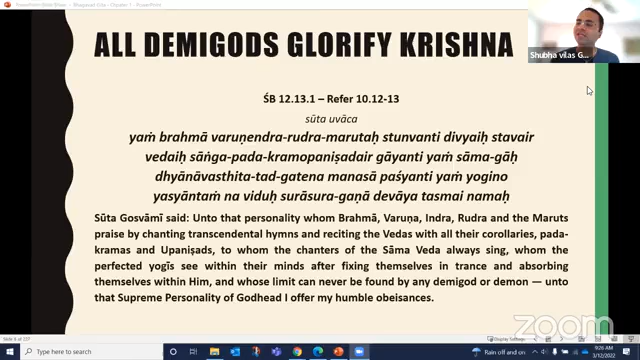 PowerPoint Slide Show - Bhagavad Gita - Chapter 7 - PowerPoint
ALL DEMIGODS GLORIFY KRISHNA
Shubha vilas G...
ŚB 12.13.1 – Refer 10.12-13
sūta uvāca
yaṁ brahmā varuṇendra-rudra-marutaḥ stunvanti divyaiḥ stavair
vedaiḥ sāṅga-pada-kramopaniṣadair gāyanti yaṁ sāma-gāḥ
dhyānāvasthita-tad-gatena manasā paśyanti yaṁ yogino
yasyāntaṁ na viduḥ surāsura-gaṇā devāya tasmai namaḥ
Sūta Gosvāmī said: Unto that personality whom Brahmā, Varuṇa, Indra, Rudra and the Maruts
praise by chanting transcendental hymns and reciting the Vedas with all their corollaries, pada-
kramas and Upaniṣads, to whom the chanters of the Sāma Veda always sing, whom the
perfected yogīs see within their minds after fixing themselves in trance and absorbing
themselves within Him, and whose limit can never be found by any demigod or demon — unto
that Supreme Personality of Godhead I offer my humble obeisances.
zoom
Display Settings
Type here to search
Rain off and on
9:26 AM
3/12/2022